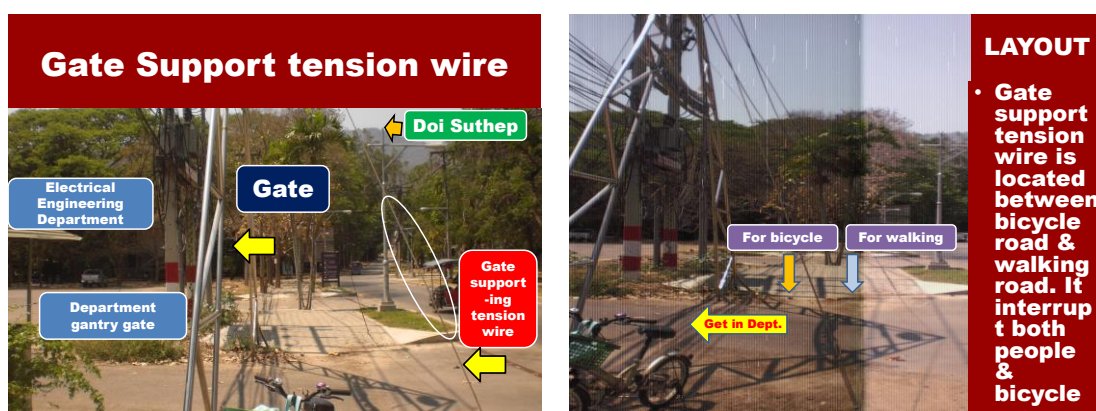 Gate Support tension wire
Doi Suthep
Electrical
Engineering
Department
Gate
Gate
support
-ing
tension
wire
Department
gantry gate
LAYOUT
• Gate
support
tension
wire is
located
between
bicycle
road &
walking
road. It
interrup
t both
people
&
bicycle
For bicycle
For walking
Get in Dept.